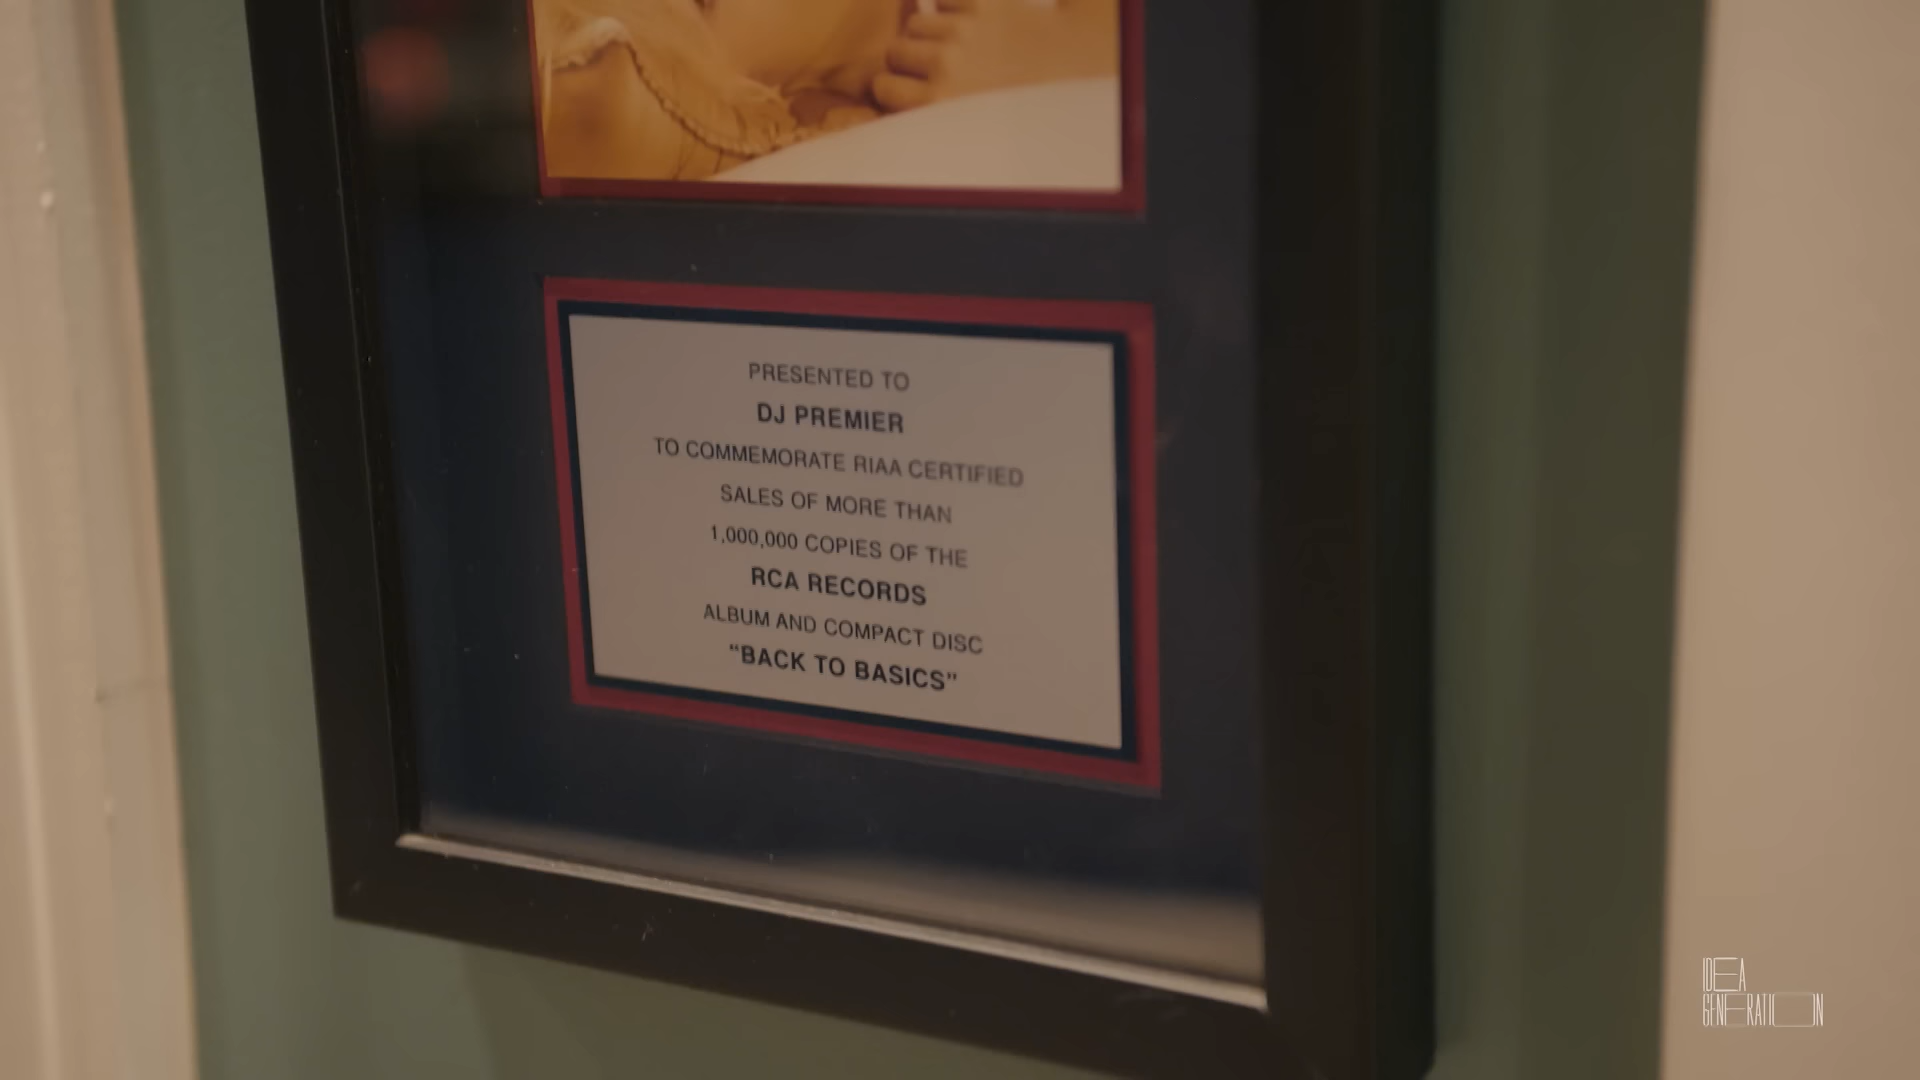 PRESENTED TO
DJ PREMIER
TO COMMEMORATE RIAA CERTIFIED
SALES OF MORE THAN
1,000,000 COPIES OF THE
RCA RECORDS
ALBUM AND COMPACT DISC
“BACK TO BASICS”
IDEA
GENERATION